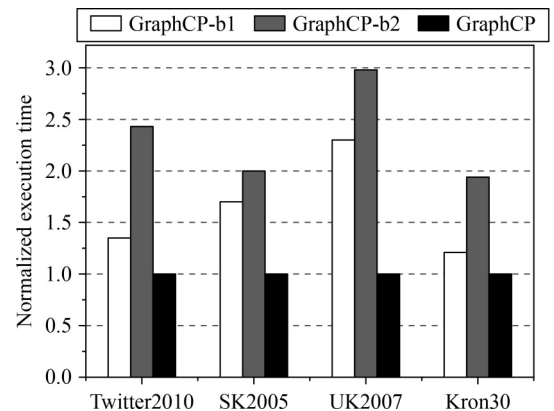 GraphCP-b1 GraphCP-b2 GraphCP
Normalized execution time
3.0
2.5
2.0
1.5
1.0
0.5
0.0
Twitter2010 SK2005 UK2007 Kron30